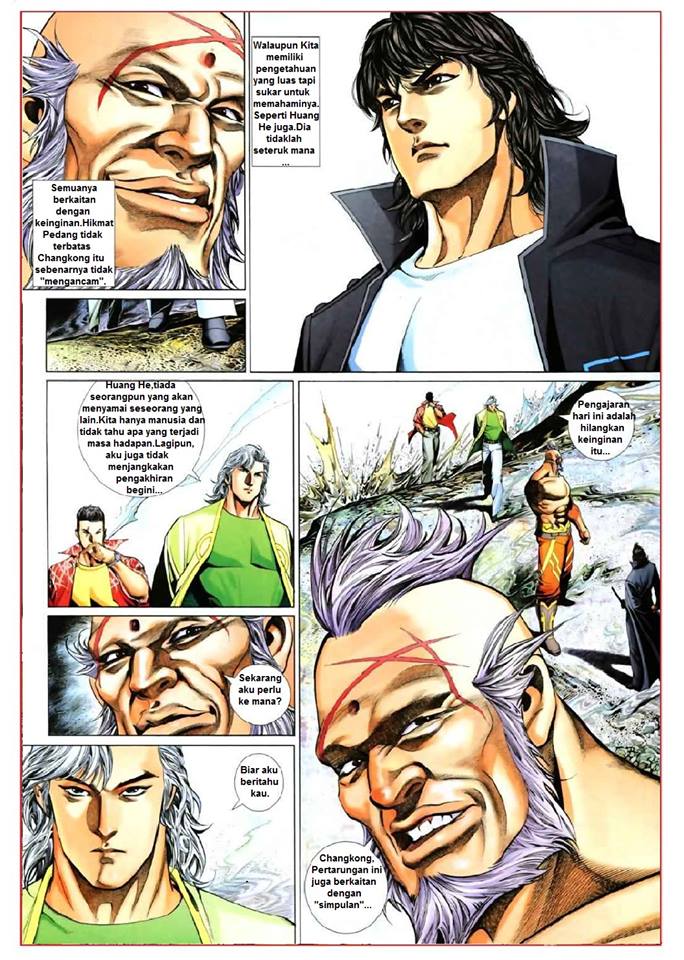 Walaupun Kita
memiliki
pengetahuan
yang luas tapi
sukar untuk
memahaminya.
Seperti Huang
He juga.Dia
tidaklah
seteruk mana
...
Semuanya
berkaitan
dengan
keinginan.Hikmat
Pedang tidak
terbatas
Changkong itu
sebenarnya tidak
"mengancam".
Huang He,tiada
seorangpun yang akan
menyamai seseorang yang
lain.Kita hanya manusia dan
tidak tahu apa yang terjadi
masa hadapan.Lagipun,
aku juga tidak
menjangkakan
pengakhiran
begini...
Pengajaran
hari ini adalah
hilangkan
keinginan
itu...
Sekarang
aku perlu
ke mana?
Biar aku
beritahu
kau.
Changkong,
Pertarungan ini
juga berkaitan
dengan
"simpulan"...